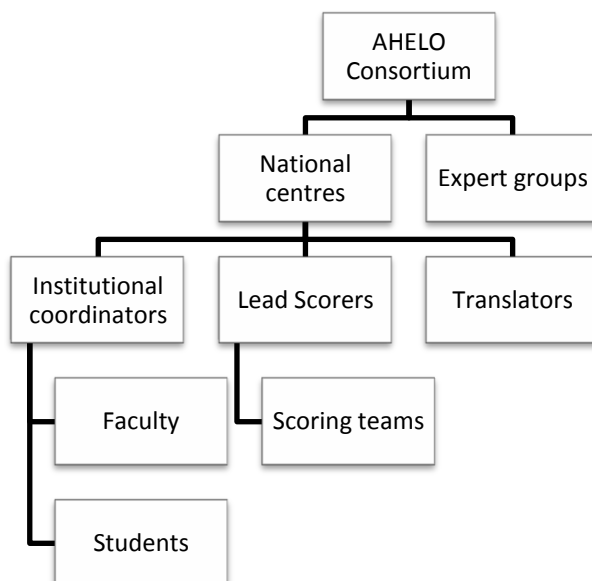 AHELO
Consortium
National
centres
Expert groups
Institutional
coordinators
Lead Scorers
Translators
Faculty
Scoring teams
Students